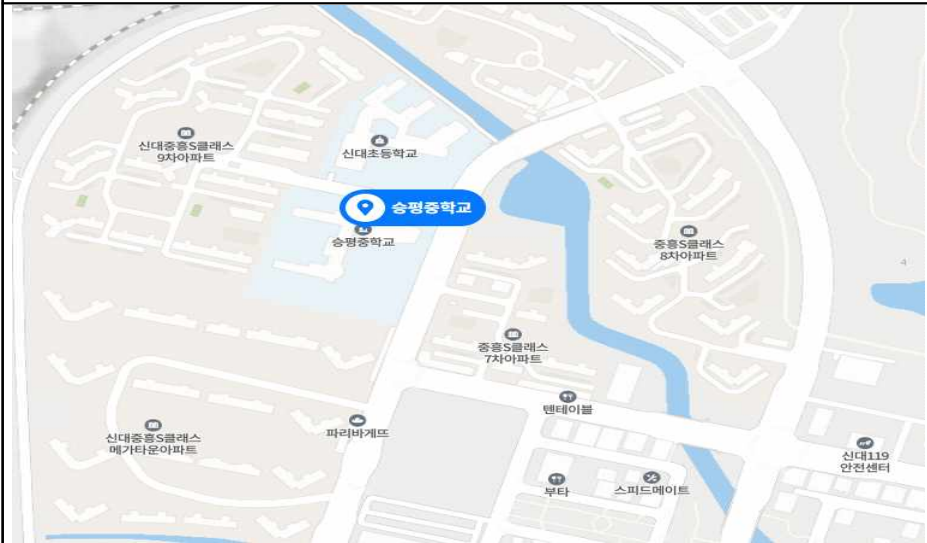 신대중흥S클래스
9차아파트
신대초등학교
승평중학교
승평중학교
중흥S클래스
8차아파트
4
중흥S클래스
7차아파트
텐테이블
파리바게뜨
신대중흥S클래스
메가타운아파트
신대119
안전센터
부타
스피드메이트